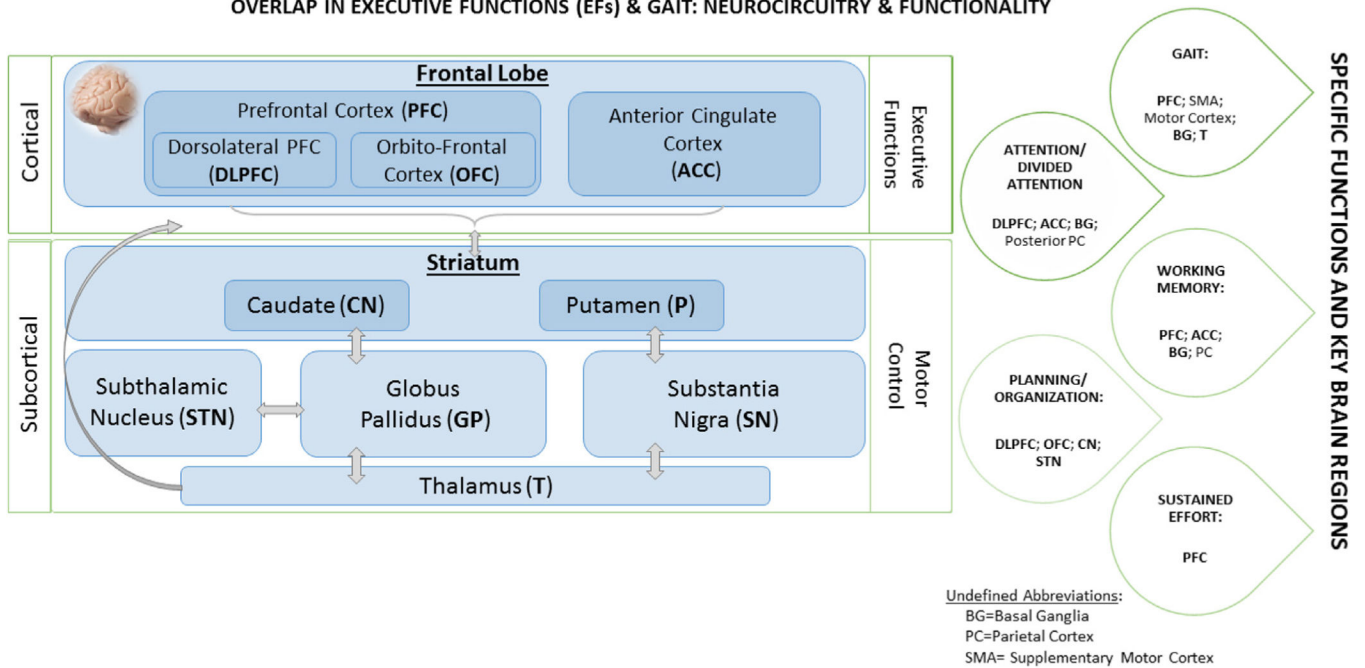 OVERLAP IN EXECUTIVE FUNCTIONS (EFs) & GAIT: NEUROCIRCUITRY & FUNCTIONALITY
Cortical
Frontal Lobe
Prefrontal Cortex (PFC)
Dorsolateral PFC
(DLPFC)
Orbito-Frontal
Cortex (OFC)
Anterior Cingulate
Cortex
(ACC)
Executive
Functions
Subcortical
Striatum
Caudate (CN)
Putamen (P)
Subthalamic
Nucleus (STN)
Globus
Pallidus (GP)
Substantia
Nigra (SN)
Thalamus (T)
Motor
Control
GAIT:
PFC; SMA;
Motor Cortex;
BG; T
ATTENTION/
DIVIDED
ATTENTION
DLPFC; ACC; BG;
Posterior PC
WORKING
MEMORY:
PFC; ACC;
BG; PC
PLANNING/
ORGANIZATION:
DLPFC; OFC; CN;
STN
SUSTAINED
EFFORT:
PFC
SPECIFIC FUNCTIONS AND KEY BRAIN REGIONS
Undefined Abbreviations:
BG=Basal Ganglia
PC=Parietal Cortex
SMA= Supplementary Motor Cortex